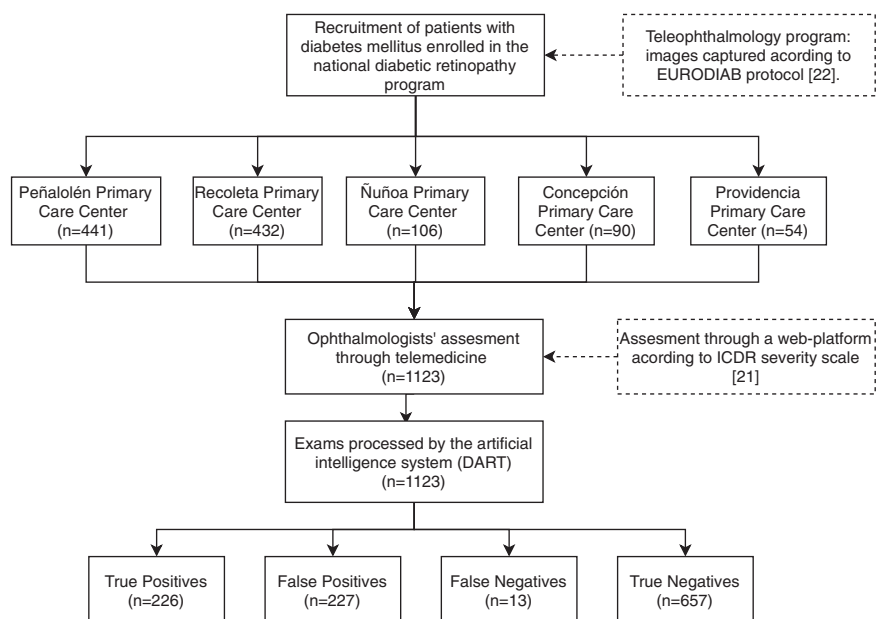 Recruitment of patients with
diabetes mellitus enrolled in the
national diabetic retinopathy
program
Teleophthalmology program:
images captured acording to
EURODIAB protocol [22].
Peñalolén Primary
Care Center
(n=441)
Recoleta Primary
Care Center
(n=432)
Ñuñoa Primary
Care Center
(n=106)
Concepción
Primary Care
Center (n=90)
Providencia
Primary Care
Center (n=54)
Ophthalmologists' assesment
through telemedicine
(n=1123)
Assesment through a web-platform
acording to ICDR severity scale
[21]
Exams processed by the artificial
intelligence system (DART)
(n=1123)
True Positives
(n=226)
False Positives
(n=227)
False Negatives
(n=13)
True Negatives
(n=657)